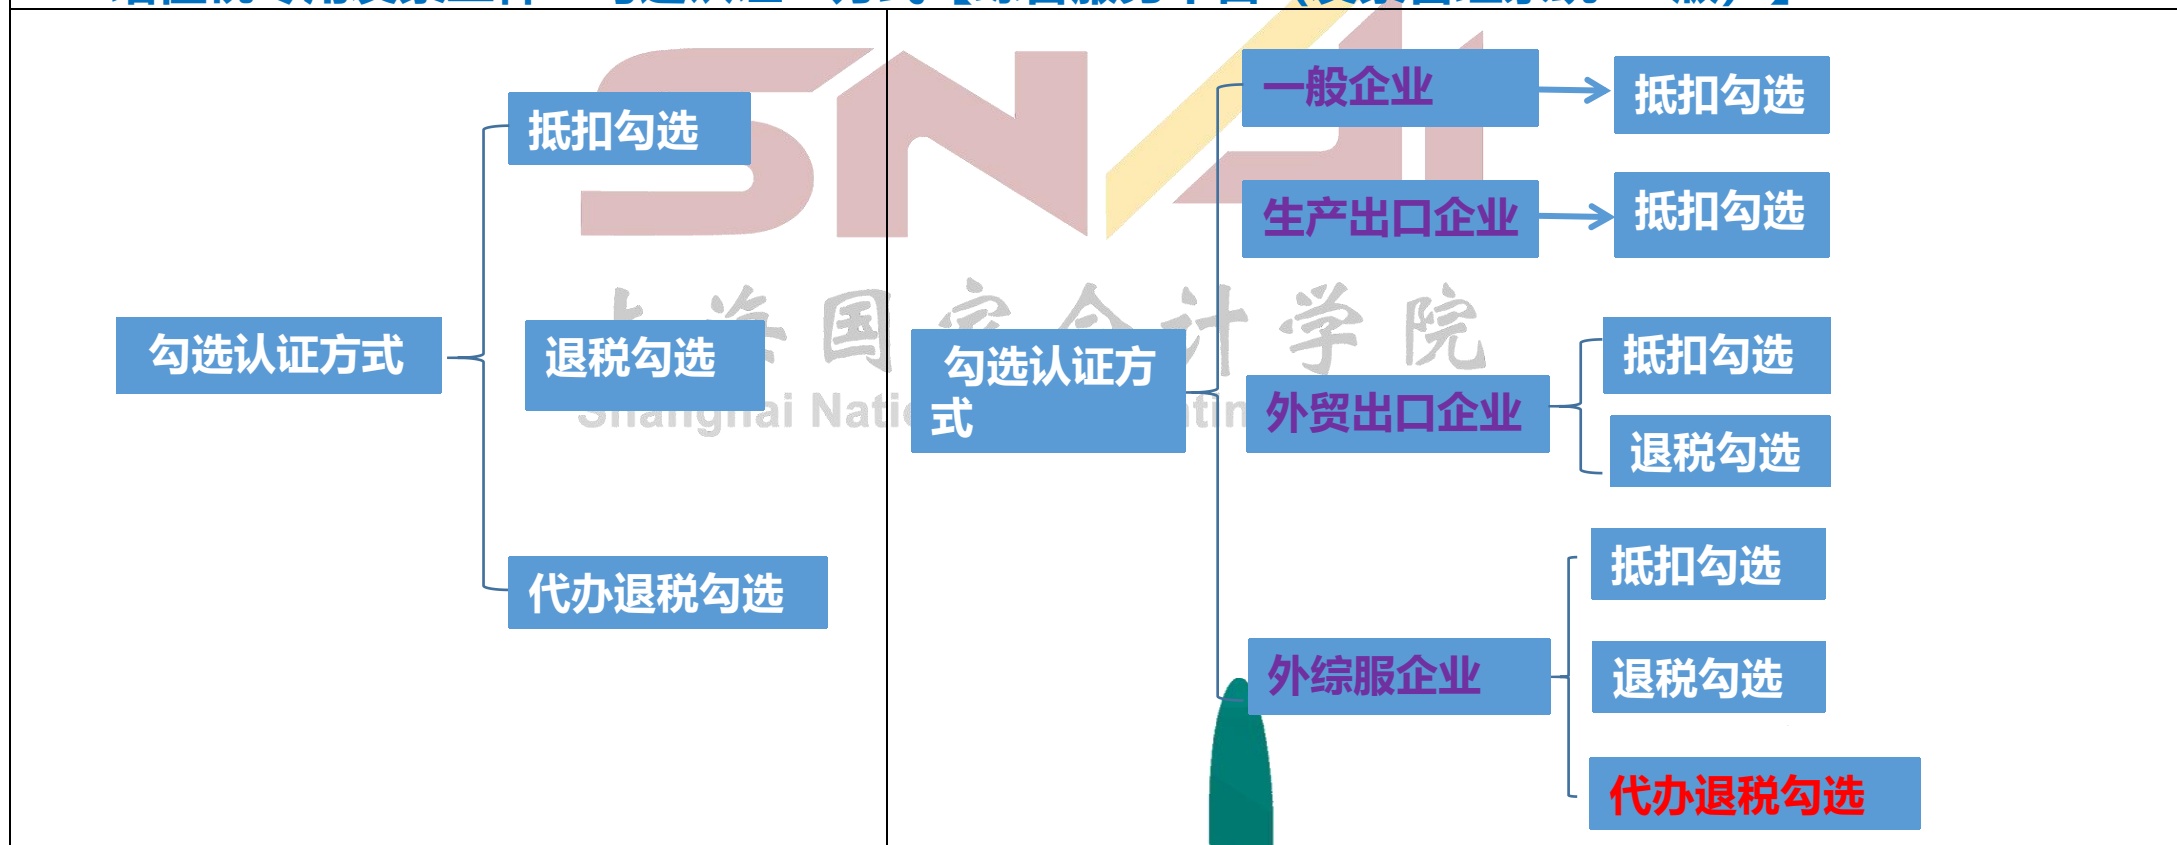 抵扣勾选
退税勾选
勾选认证方式
代办退税勾选
一般企业
抵扣勾选
生产出口企业
抵扣勾选
勾选认证方
式
外贸出口企业
抵扣勾选
退税勾选
外综服企业
抵扣勾选
退税勾选
代办退税勾选
国
计学院
Shanghai Nati